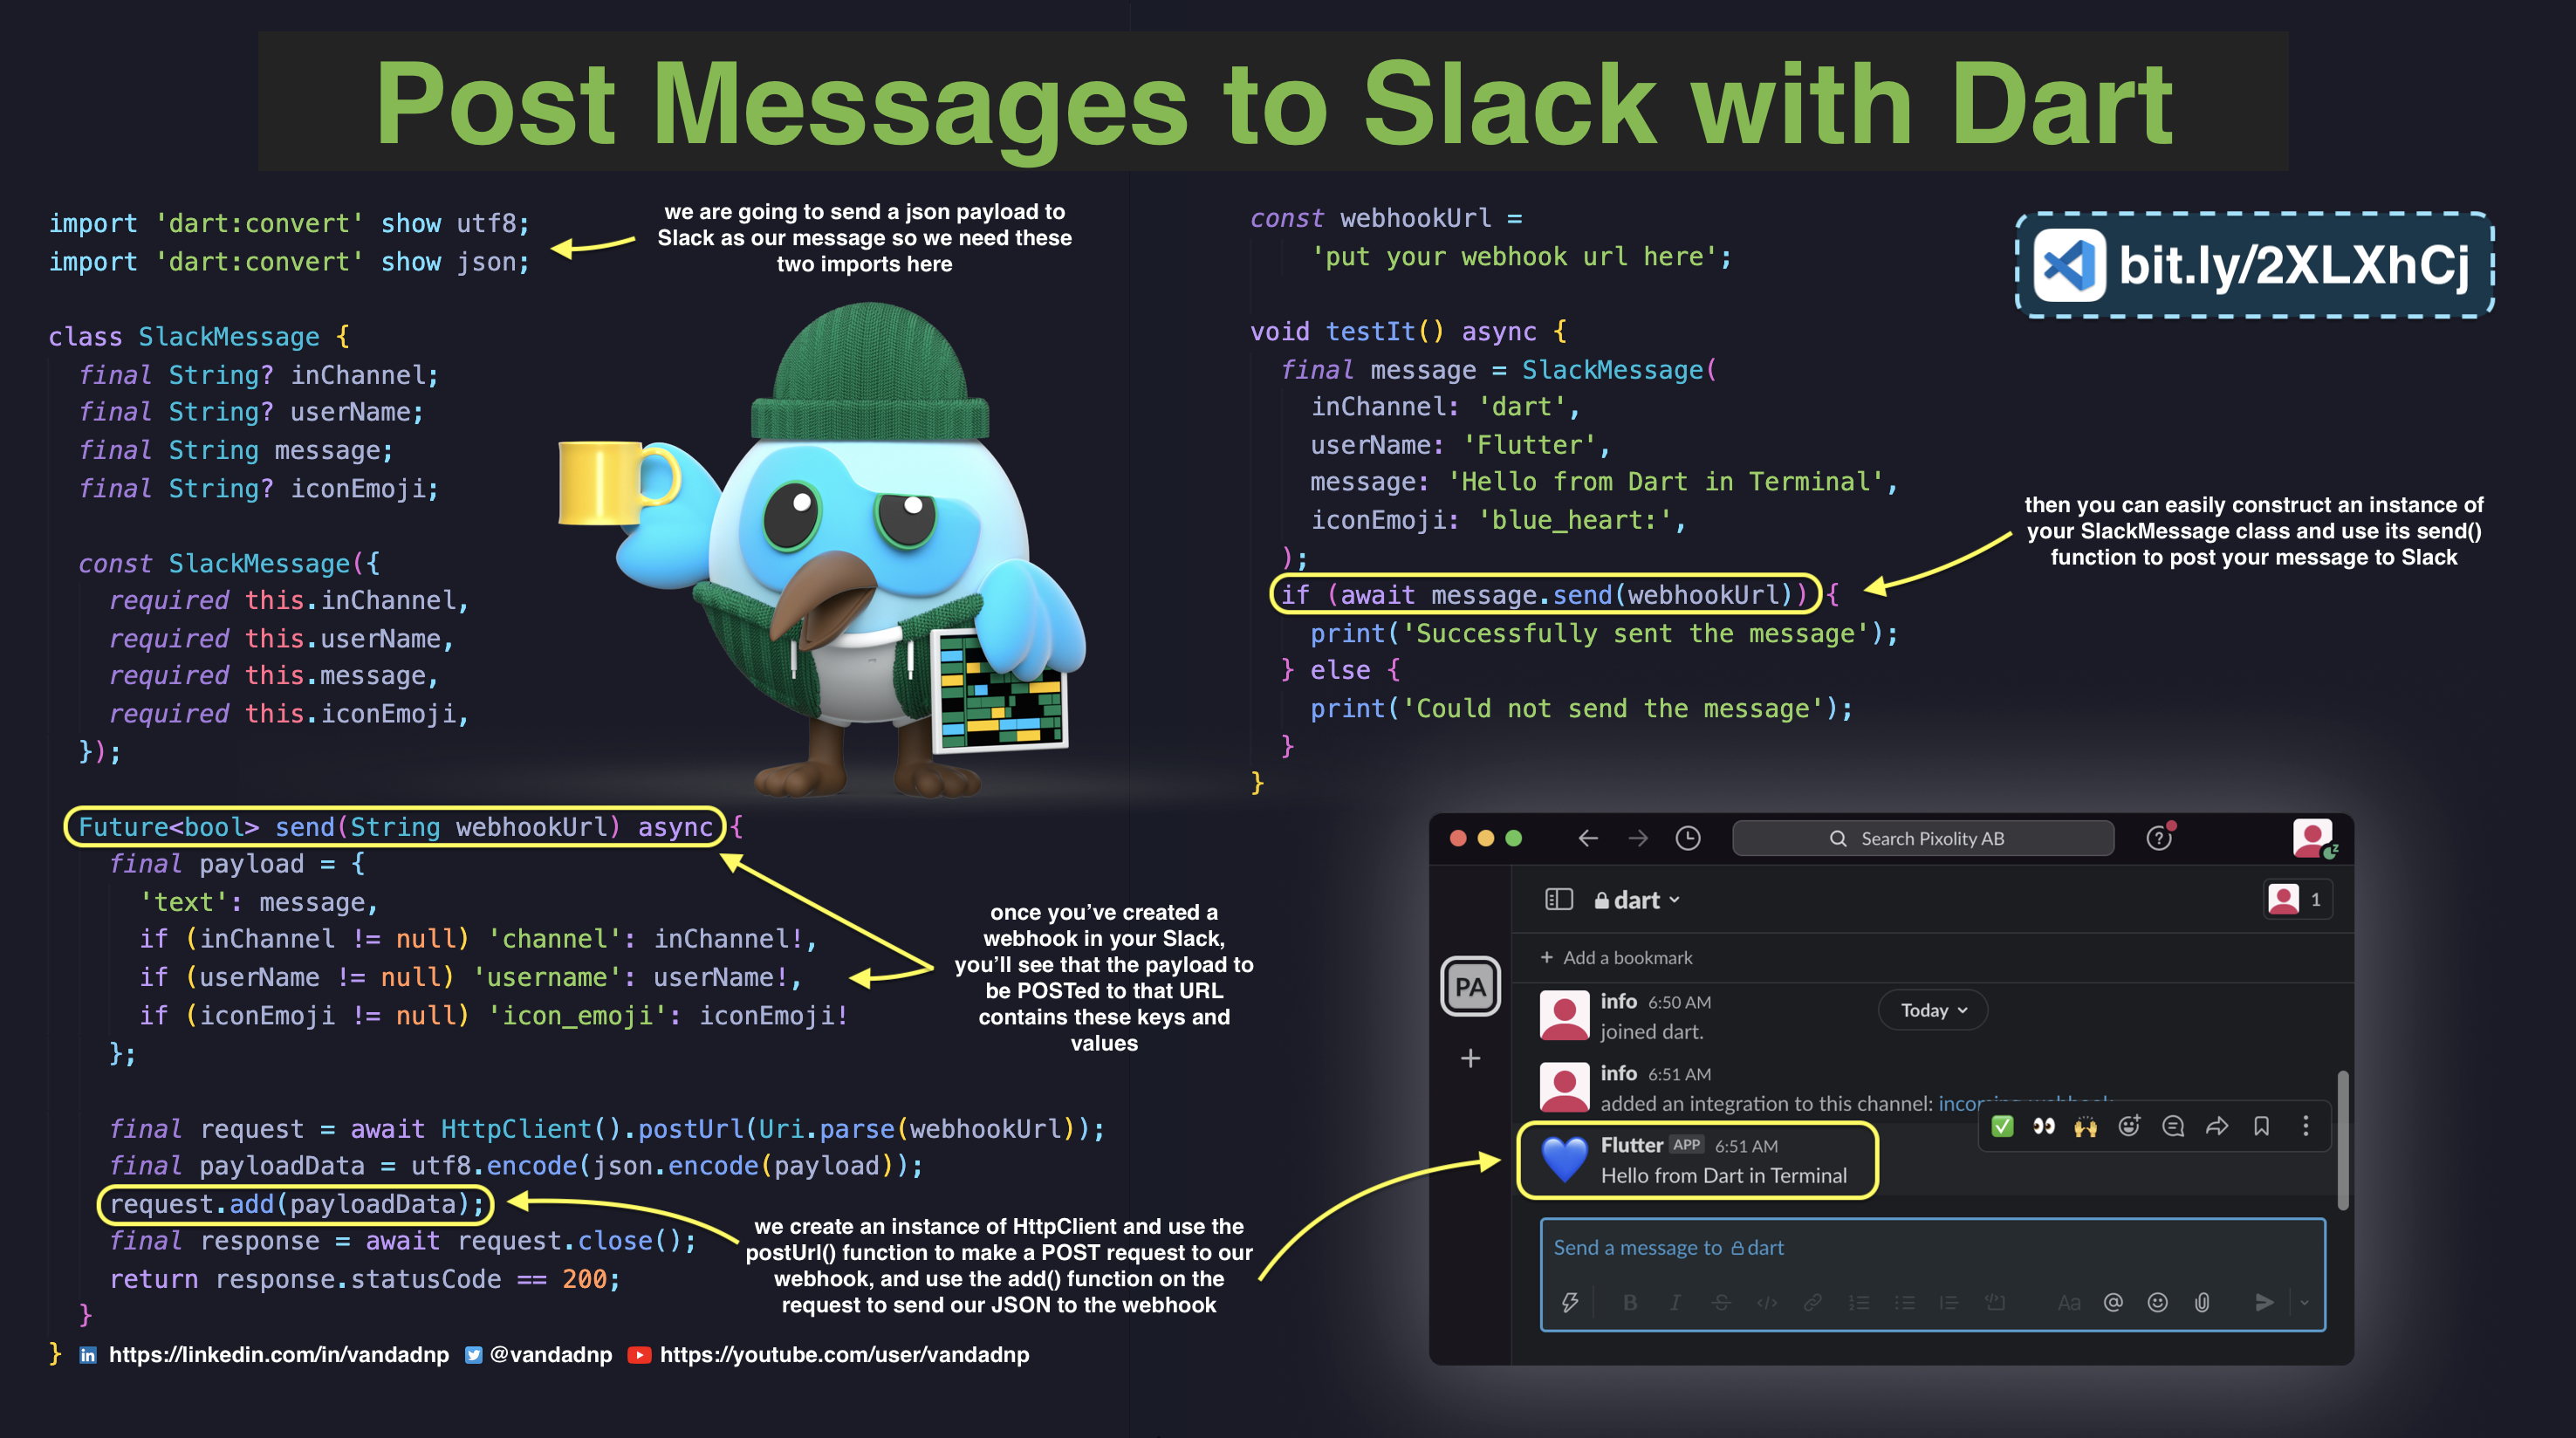 Post Messages to Slack with Dart
import 'dart:convert' show utf8;
import 'dart:convert' show json;
we are going to send a json payload to
Slack as our message so we need these
two imports here
class SlackMessage {
final String? inChannel;
final String? userName;
final String message;
final String? iconEmoji;
const SlackMessage({
required this.inChannel,
required this.userName,
required this.message,
required this.iconEmoji,
});
Future<bool> send(String webhookUrl) async {
final payload = {
'text': message,
if (inChannel != null) 'channel': inChannel!,
if (userName != null) 'username': userName!,
if (iconEmoji != null) 'icon_emoji': iconEmoji!
};
once you've created a
webhook in your Slack,
you'll see that the payload to
be POSTed to that URL
contains these keys and
values
final request = await HttpClient().postUrl(Uri.parse(webhookUrl));
final payloadData = utf8.encode(json.encode(payload));
request.add(payloadData);
final response = await request.close();
return response.statusCode == 200;
}
}
we create an instance of HttpClient and use the
postUrl() function to make a POST request to our
webhook, and use the add() function on the
request to send our JSON to the webhook
https://linkedin.com/in/vandadnp @vandadnp https://youtube.com/user/vandadnp
const webhookUrl =
'put your webhook url here';
bit.ly/2XLXhCj
void testIt() async {
final message = SlackMessage(
inChannel: 'dart',
userName: 'Flutter',
message: 'Hello from Dart in Terminal',
iconEmoji: 'blue_heart:',
);
if (await message.send(webhookUrl)) {
print('Successfully sent the message');
} else {
print('Could not send the message');
}
}
then you can easily construct an instance of
your SlackMessage class and use its send()
function to post your message to Slack
Search Pixolity AB
dart
1
+ Add a bookmark
PA
info 6:50 AM
Today
joined dart.
info 6:51 AM
added an integration to this channel: incoming-webhook
Flutter APP 6:51 AM
Hello from Dart in Terminal
Send a message to dart
B I S Aa @